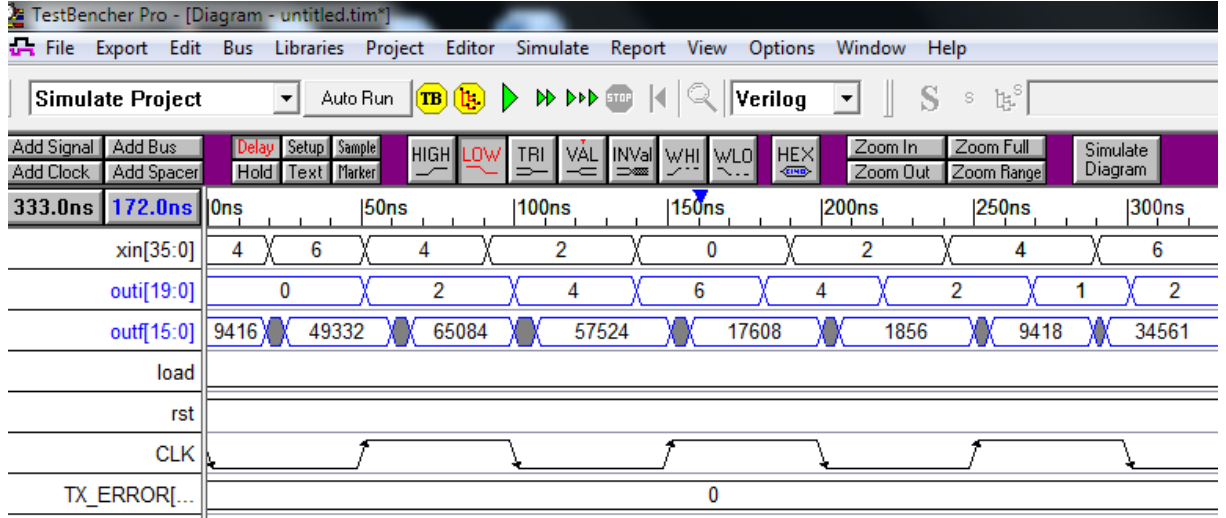 TestBencher Pro - [Diagram - untitled.tim*]
File Export Edit Bus Libraries Project Editor Simulate Report View Options Window Help
Simulate Project Auto Run TB STOP Verilog S s S
Add Signal Add Bus Delay Setup Sample HIGH LOW TRI VAL INVal WHI WLO HEX Zoom In Zoom Full Simulate
Add Clock Add Spacer Hold Text Marker Zoom Out Zoom Range Diagram
333.0ns 172.0ns 0ns 50ns 100ns 150ns 200ns 250ns 300ns
xin[35:0] 4 6 4 2 0 2 4 6
outi[19:0] 0 2 4 6 4 2 1 2
outf[15:0] 9416 49332 65084 57524 17608 1856 9418 34561
load
rst
CLK
TX_ERROR[... 0